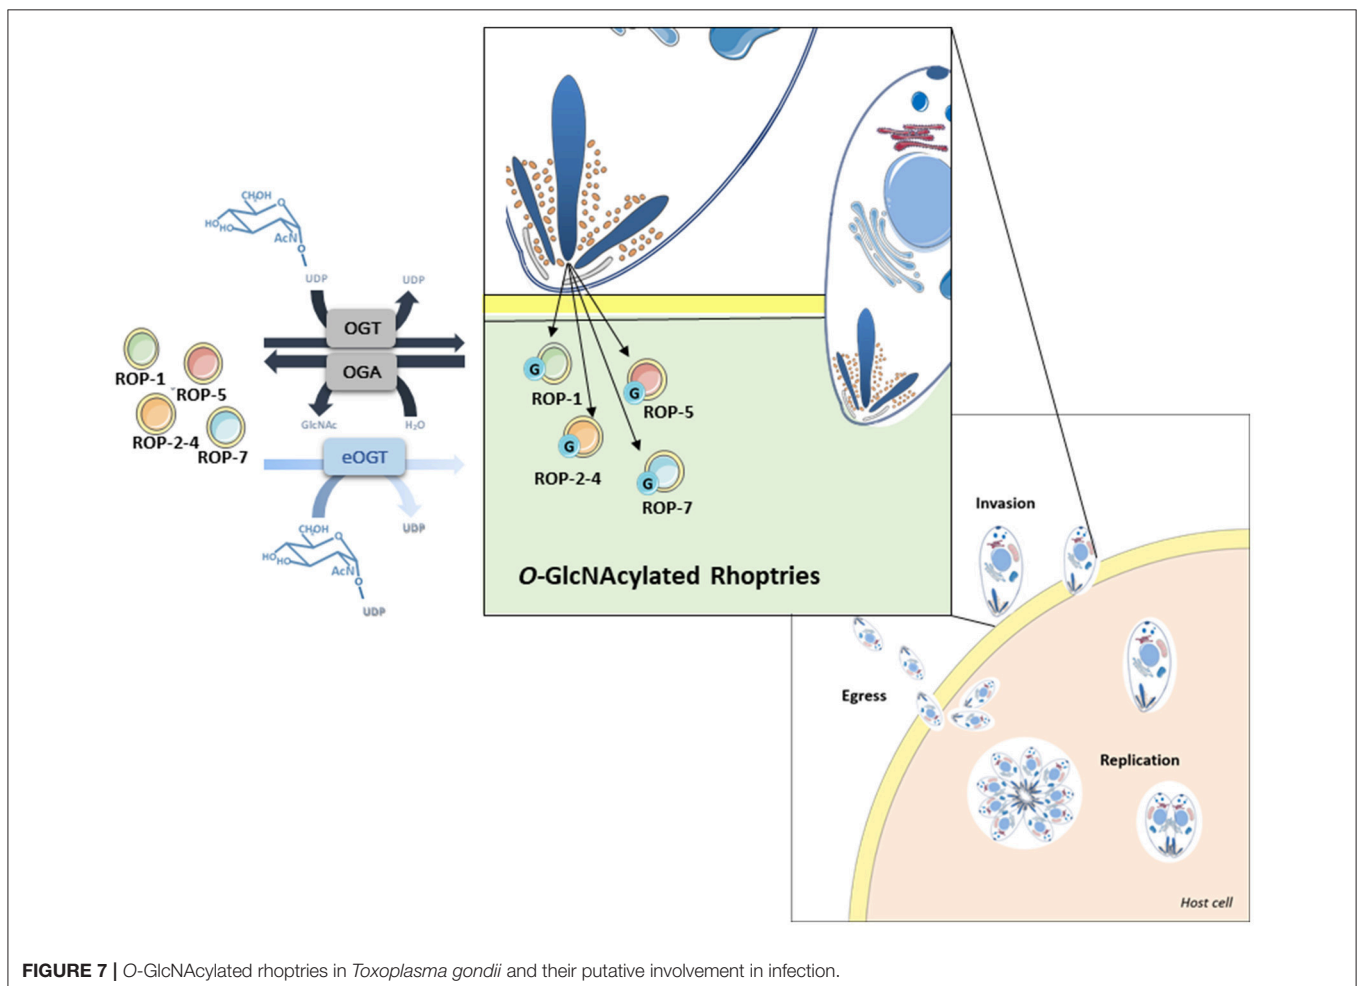 CH₂OH
O
HO
HO
AcN
O
UDP
UDP
OGT
OGA
ROP-1
ROP-5
ROP-2-4
ROP-7
GlcNAc
H₂O
eOGT
CH₂OH
O
HO
HO
AcN
O
UDP
UDP
G
ROP-1
G
ROP-5
G
ROP-2-4
G
ROP-7
O-GlcNAcylated Rhoptries
Invasion
Egress
Replication
Host cell
FIGURE 7 | O-GlcNAcylated rhoptries in Toxoplasma gondii and their putative involvement in infection.